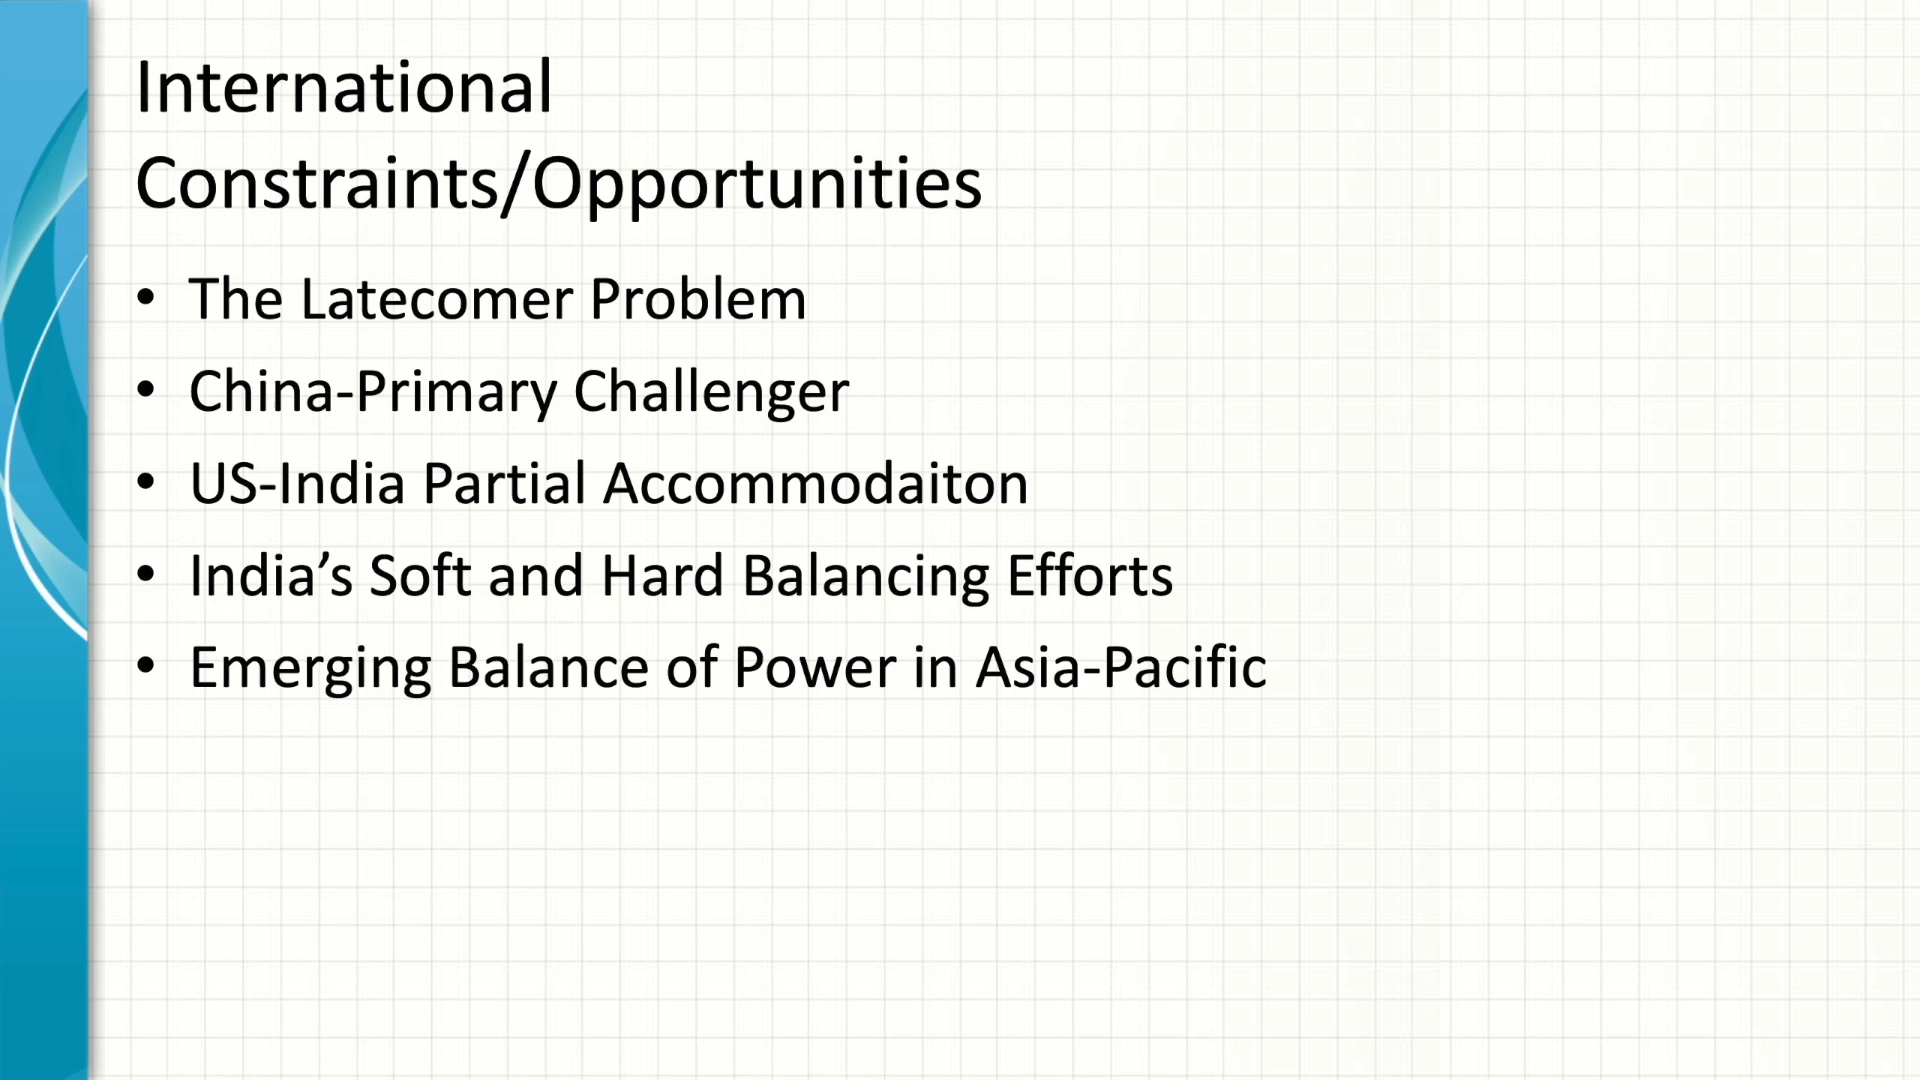 International
Constraints/Opportunities
• The Latecomer Problem
• China-Primary Challenger
• US-India Partial Accommodaiton
• India’s Soft and Hard Balancing Efforts
• Emerging Balance of Power in Asia-Pacific